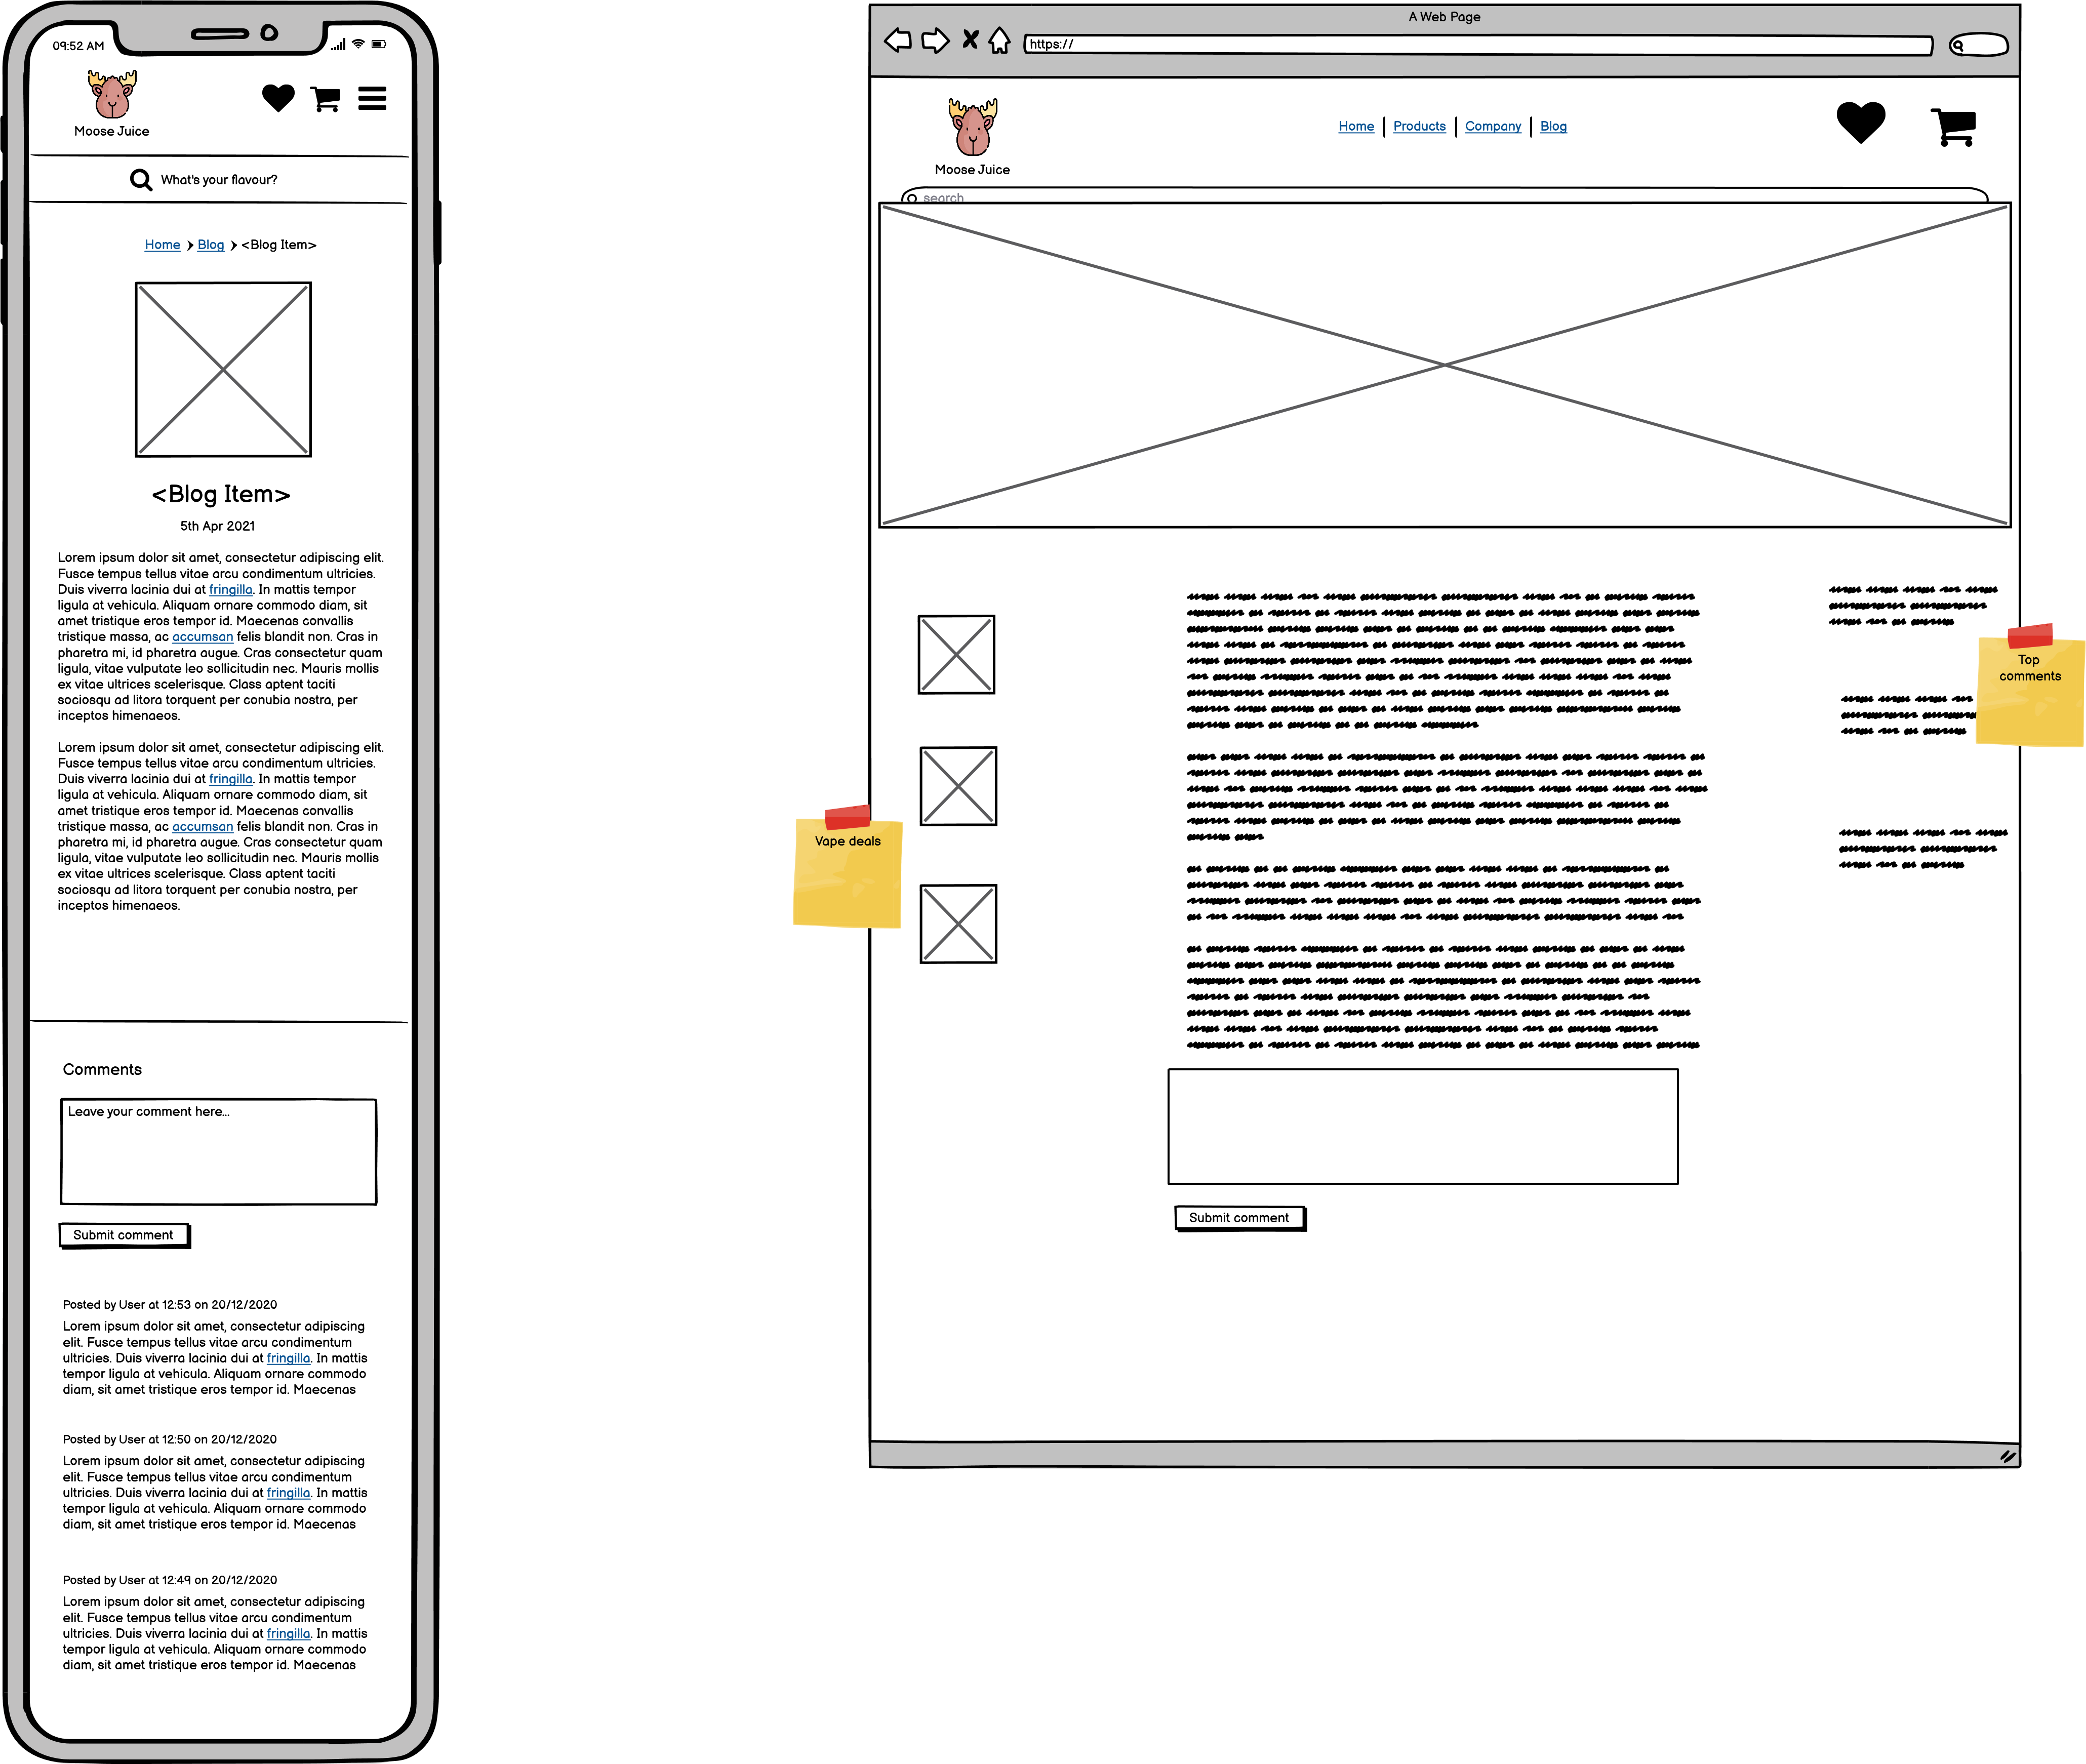 09:52 AM
Moose Juice
What's your flavour?
Home Blog <Blog Item>
<Blog Item>
5th Apr 2021
Lorem ipsum dolor sit amet, consectetur adipiscing elit.
Fusce tempus tellus vitae arcu condimentum ultricies.
Duis viverra lacinia dui at fringilla. In mattis tempor
ligula at vehicula. Aliquam ornare commodo diam, sit
amet tristique eros tempor id. Maecenas convallis
tristique massa, ac accumsan felis blandit non. Cras in
pharetra mi, id pharetra augue. Cras consectetur quam
ligula, vitae vulputate leo sollicitudin nec. Mauris mollis
ex vitae ultrices scelerisque. Class aptent taciti
sociosqu ad litora torquent per conubia nostra, per
inceptos himenaeos.
Lorem ipsum dolor sit amet, consectetur adipiscing elit.
Fusce tempus tellus vitae arcu condimentum ultricies.
Duis viverra lacinia dui at fringilla. In mattis tempor
ligula at vehicula. Aliquam ornare commodo diam, sit
amet tristique eros tempor id. Maecenas convallis
tristique massa, ac accumsan felis blandit non. Cras in
pharetra mi, id pharetra augue. Cras consectetur quam
ligula, vitae vulputate leo sollicitudin nec. Mauris mollis
ex vitae ultrices scelerisque. Class aptent taciti
sociosqu ad litora torquent per conubia nostra, per
inceptos himenaeos.
Comments
Leave your comment here...
Submit comment
Posted by User at 12:53 on 20/12/2020
Lorem ipsum dolor sit amet, consectetur adipiscing
elit. Fusce tempus tellus vitae arcu condimentum
ultricies. Duis viverra lacinia dui at fringilla. In mattis
tempor ligula at vehicula. Aliquam ornare commodo
diam, sit amet tristique eros tempor id. Maecenas
Posted by User at 12:50 on 20/12/2020
Lorem ipsum dolor sit amet, consectetur adipiscing
elit. Fusce tempus tellus vitae arcu condimentum
ultricies. Duis viverra lacinia dui at fringilla. In mattis
tempor ligula at vehicula. Aliquam ornare commodo
diam, sit amet tristique eros tempor id. Maecenas
Posted by User at 12:49 on 20/12/2020
Lorem ipsum dolor sit amet, consectetur adipiscing
elit. Fusce tempus tellus vitae arcu condimentum
ultricies. Duis viverra lacinia dui at fringilla. In mattis
tempor ligula at vehicula. Aliquam ornare commodo
diam, sit amet tristique eros tempor id. Maecenas
A Web Page
https://
Moose Juice
Home Products Company Blog
search
Vape deals
Top
comments
Submit comment